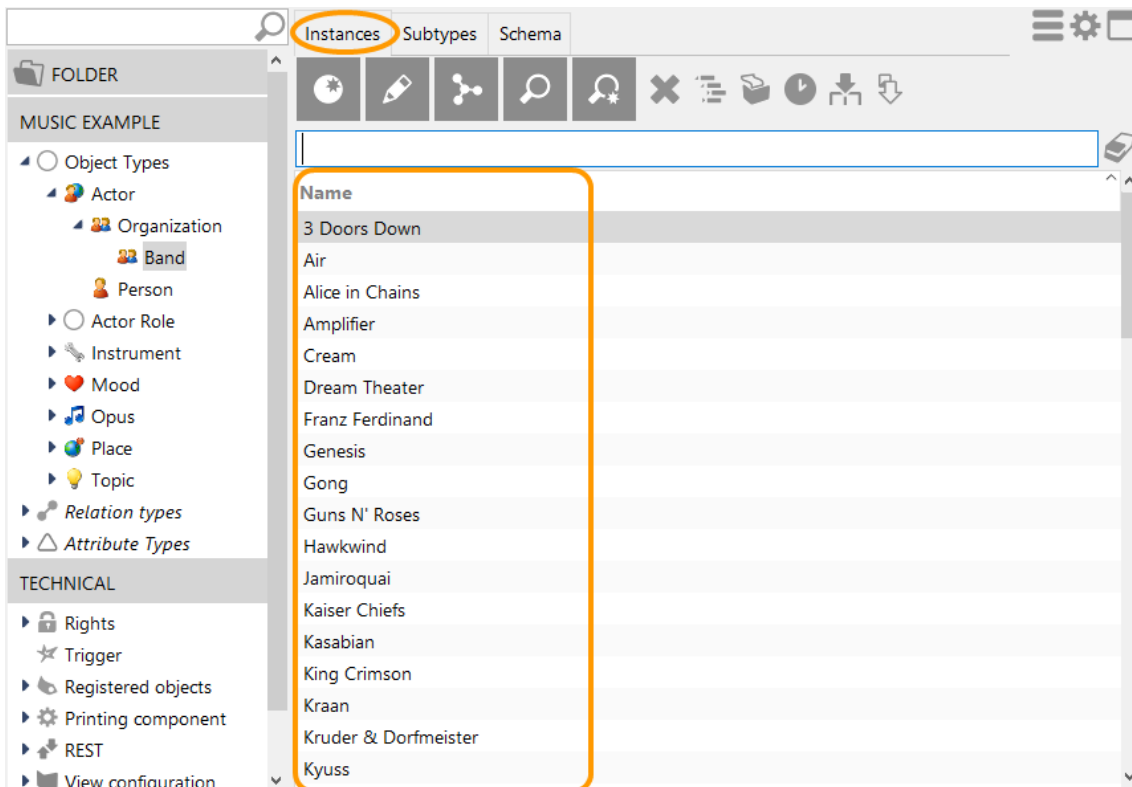 FOLDER
MUSIC EXAMPLE
Object Types
Actor
Organization
Band
Person
Actor Role
Instrument
Mood
Opus
Place
Topic
Relation types
Attribute Types
TECHNICAL
Rights
Trigger
Registered objects
Printing component
REST
View configuration
Instances Subtypes Schema
Name
3 Doors Down
Air
Alice in Chains
Amplifier
Cream
Dream Theater
Franz Ferdinand
Genesis
Gong
Guns N' Roses
Hawkwind
Jamiroquai
Kaiser Chiefs
Kasabian
King Crimson
Kraan
Kruder & Dorfmeister
Kyuss